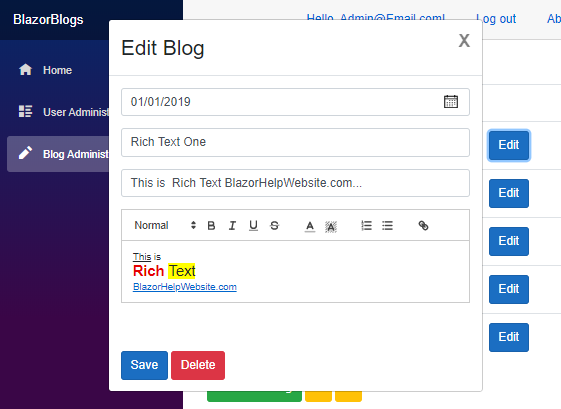 BlazorBlogs
Hello, Admin@Email.com!
Log out
Ab
Home
User Administ
Blog Administ
Edit Blog
X
01/01/2019
Rich Text One
This is  Rich Text BlazorHelpWebsite.com...
Normal
B I U S A A
This is
Rich Text
BlazorHelpWebsite.com
Save
Delete
Edit
Edit
Edit
Edit
Edit